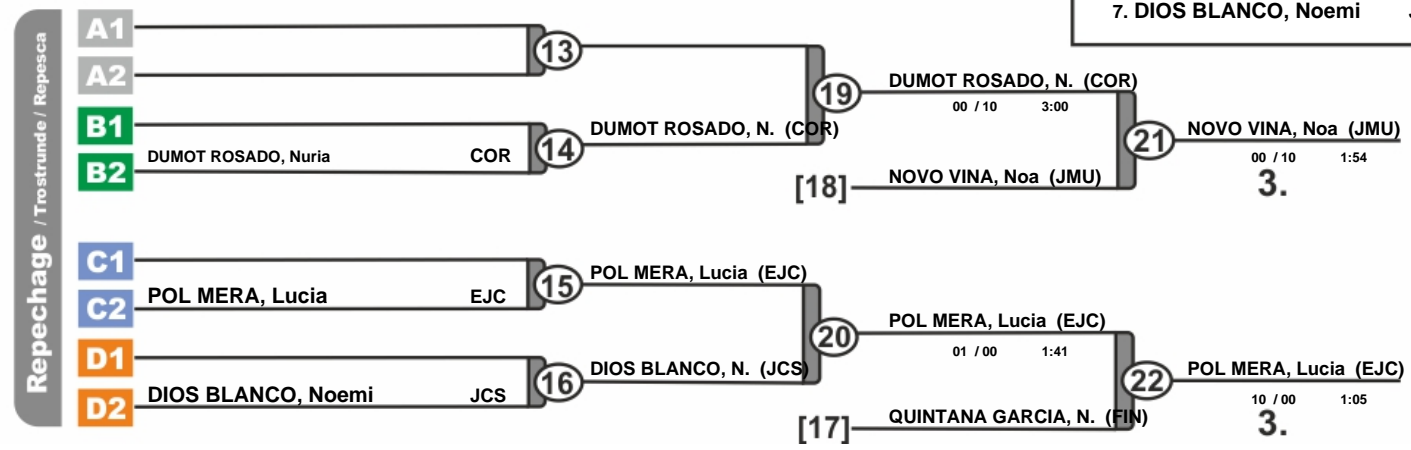 7. DIOS BLANCO, Noemi
Repechage / Trostrunde / Repesca
A1
13
A2
19
DUMOT ROSADO, N. (COR)
00 / 10 3:00
B1
14
DUMOT ROSADO, N. (COR)
21
NOVO VINA, Noa (JMU)
DUMOT ROSADO, Nuria COR
B2
00 / 10 1:54
[18]
NOVO VINA, Noa (JMU)
3.
C1
15
POL MERA, Lucia (EJC)
C2
POL MERA, Lucia EJC
20
POL MERA, Lucia (EJC)
01 / 00 1:41
D1
16
DIOS BLANCO, N. (JCS)
22
POL MERA, Lucia (EJC)
D2
DIOS BLANCO, Noemi JCS
10 / 00 1:05
[17]
QUINTANA GARCIA, N. (FIN)
3.